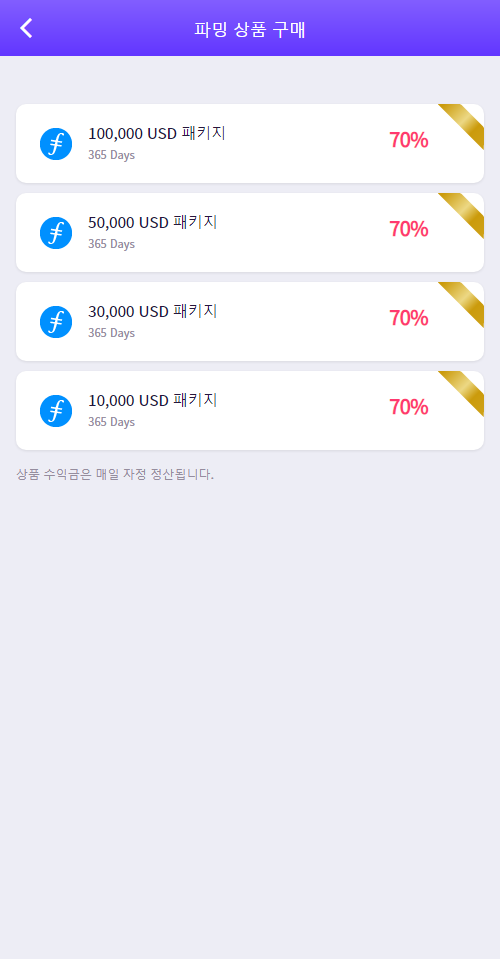 파밍 상품 구매
100,000 USD 패키지
365 Days
70%
50,000 USD 패키지
365 Days
70%
30,000 USD 패키지
365 Days
70%
10,000 USD 패키지
365 Days
70%
상품 수익금은 매일 자정 정산됩니다.